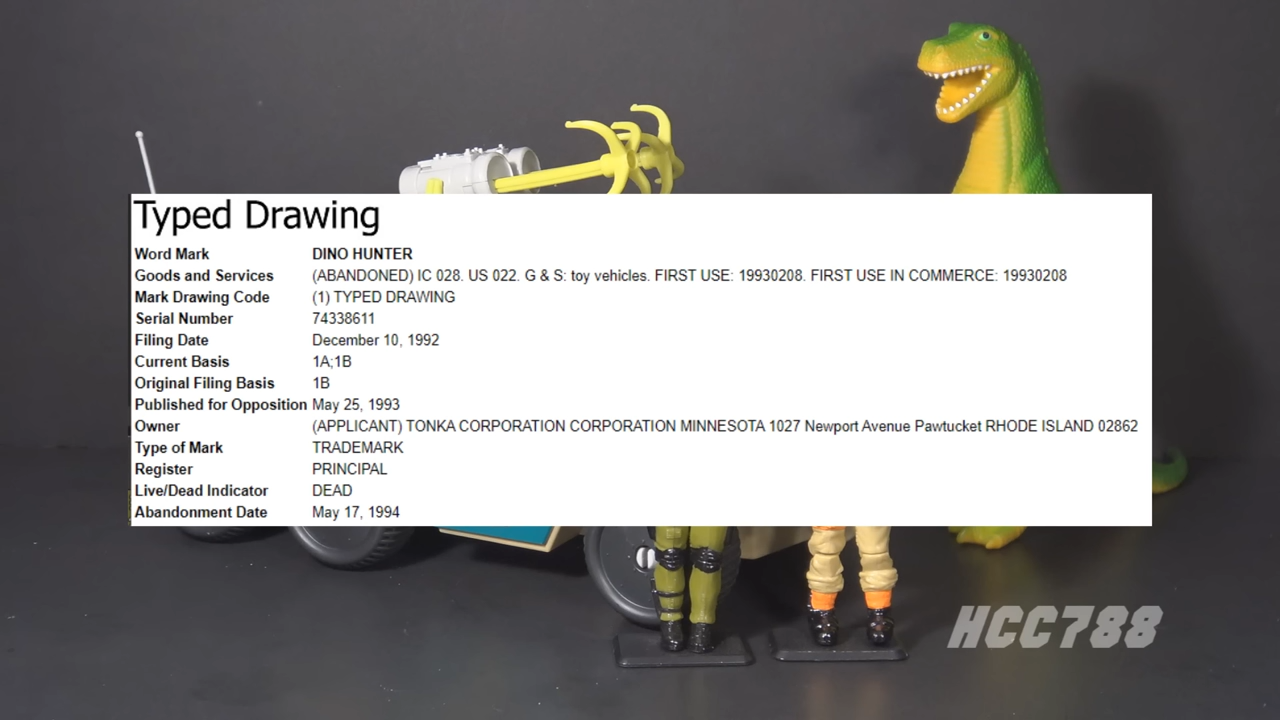 Typed Drawing
Word Mark DINO HUNTER
Goods and Services (ABANDONED) IC 028. US 022. G & S: toy vehicles. FIRST USE: 19930208. FIRST USE IN COMMERCE: 19930208
Mark Drawing Code (1) TYPED DRAWING
Serial Number 74338611
Filing Date December 10, 1992
Current Basis 1A;1B
Original Filing Basis 1B
Published for Opposition May 25, 1993
Owner (APPLICANT) TONKA CORPORATION CORPORATION MINNESOTA 1027 Newport Avenue Pawtucket RHODE ISLAND 02862
Type of Mark TRADEMARK
Register PRINCIPAL
Live/Dead Indicator DEAD
Abandonment Date May 17, 1994
HCC788